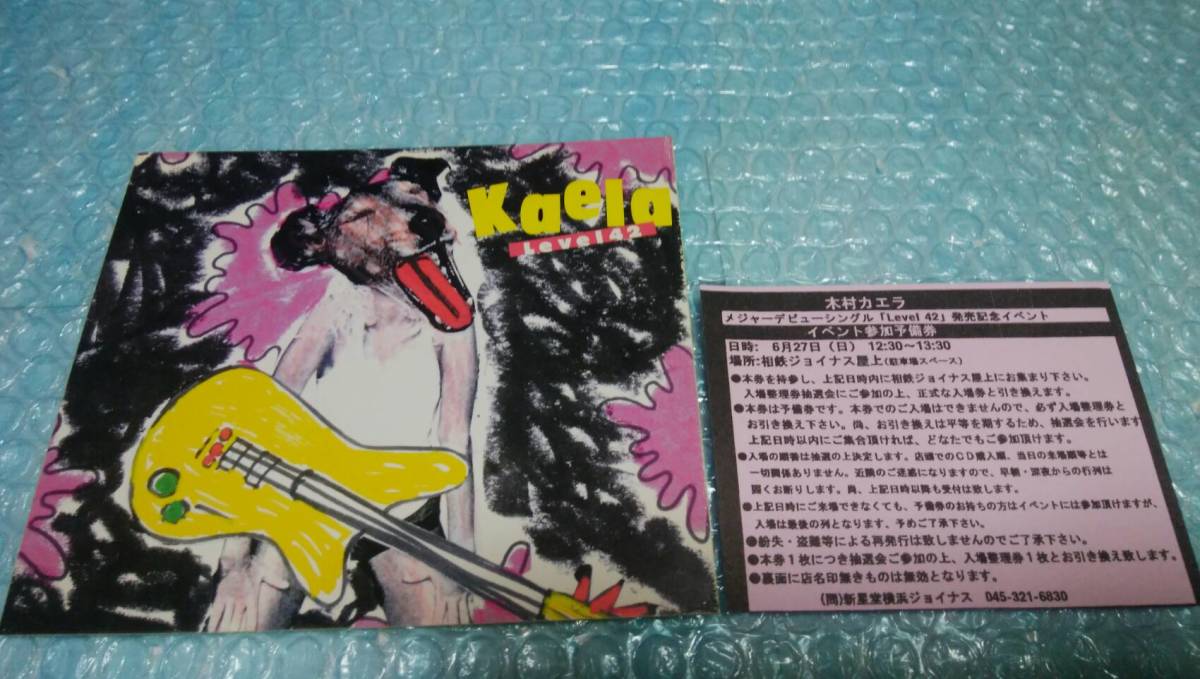 Kaela
Level 42
木村カエラ
メジャーデビューシングル「Level 42」発売記念イベント
イベント参加予備券
日時: 6月27日（日） 12:30～13:30
場所:相鉄ジョイナス屋上(駐車場スペース)
●本券を持参し、上記日時内に相鉄ジョイナス屋上にお集まり下さい。
入場整理券抽選会にご参加の上、正式な入場券と引き換えます。
●本券は予備券です。本券でのご入場はできませんので、必ず入場整理券と
お引き換え下さい。尚、お引き換えは平等を期するため、抽選会を行います
上記日時以内にご集合頂ければ、どなたでもご参加頂けます。
●入場の順番は抽選の上決定します。店頭でのCD購入順、当日の来場順等とは
一切関係ありません。近隣のご迷惑になりますので、早朝・深夜からの行列は
固くお断りします。尚、上記日時以降も受付は致します。
●上記日時にご来場できなくても、予備券のお持ちの方はイベントには参加頂けますが、
入場は最後の列となります、予めご了承下さい。
●紛失・盗難等による再発行は致しませんのでご了承下さい。
●本券1枚につき抽選会ご参加の上、入場整理券1枚とお引き換え致します。
●裏面に店名印無きものは無効となります。
(問)新星堂横浜ジョイナス 045-321-6830